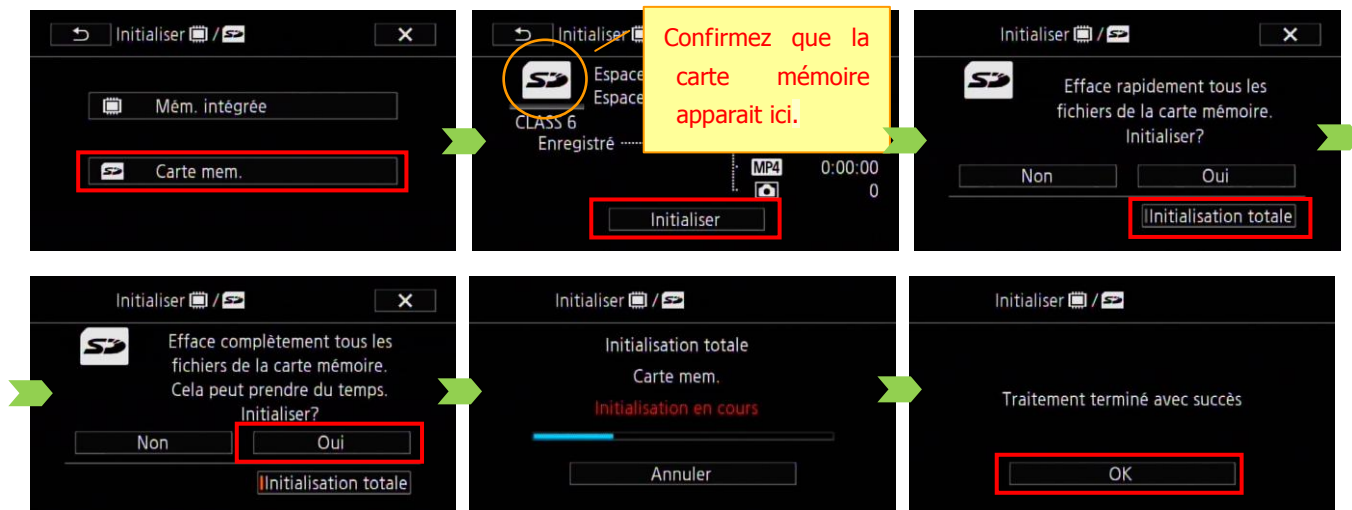 Initialiser /
Mém. intégrée
Carte mem.
Initialiser
Espace
Espace
CLASS 6
Enregistré
MP4 0:00:00
0
Initialiser
Confirmez que la
carte mémoire
apparait ici.
Initialiser /
Efface rapidement tous les
fichiers de la carte mémoire.
Initialiser?
Non Oui
Initialisation totale
Initialiser /
Efface complètement tous les
fichiers de la carte mémoire.
Cela peut prendre du temps.
Initialiser?
Non Oui
Initialisation totale
Initialiser /
Initialisation totale
Carte mem.
Initialisation en cours
Annuler
Initialiser /
Traitement terminé avec succès
OK